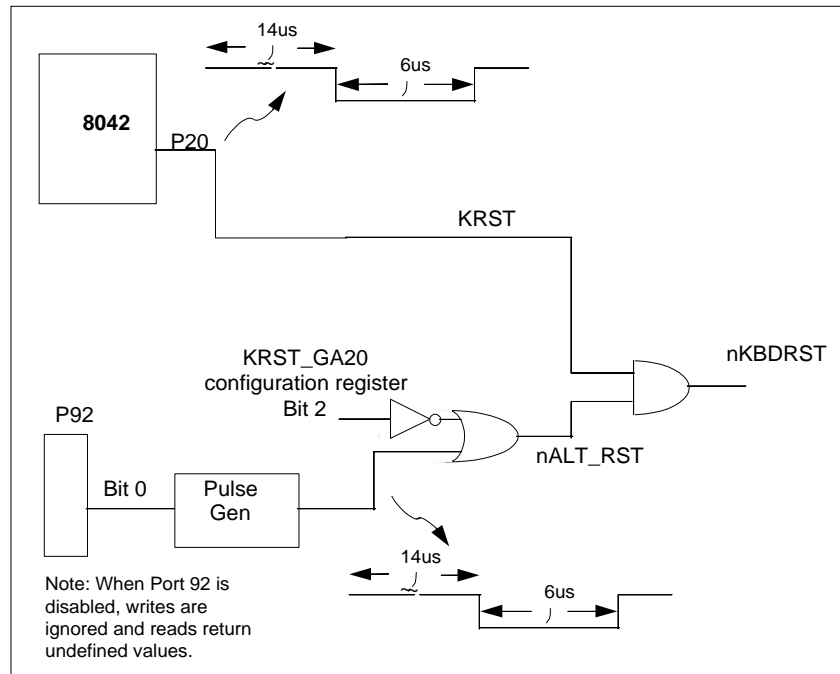 14us
6us
8042
P20
KRST
KRST_GA20
configuration register
Bit 2
nKBDRST
P92
nALT_RST
Bit 0
Pulse
Gen
14us
6us
Note: When Port 92 is
disabled, writes are
ignored and reads return
undefined values.